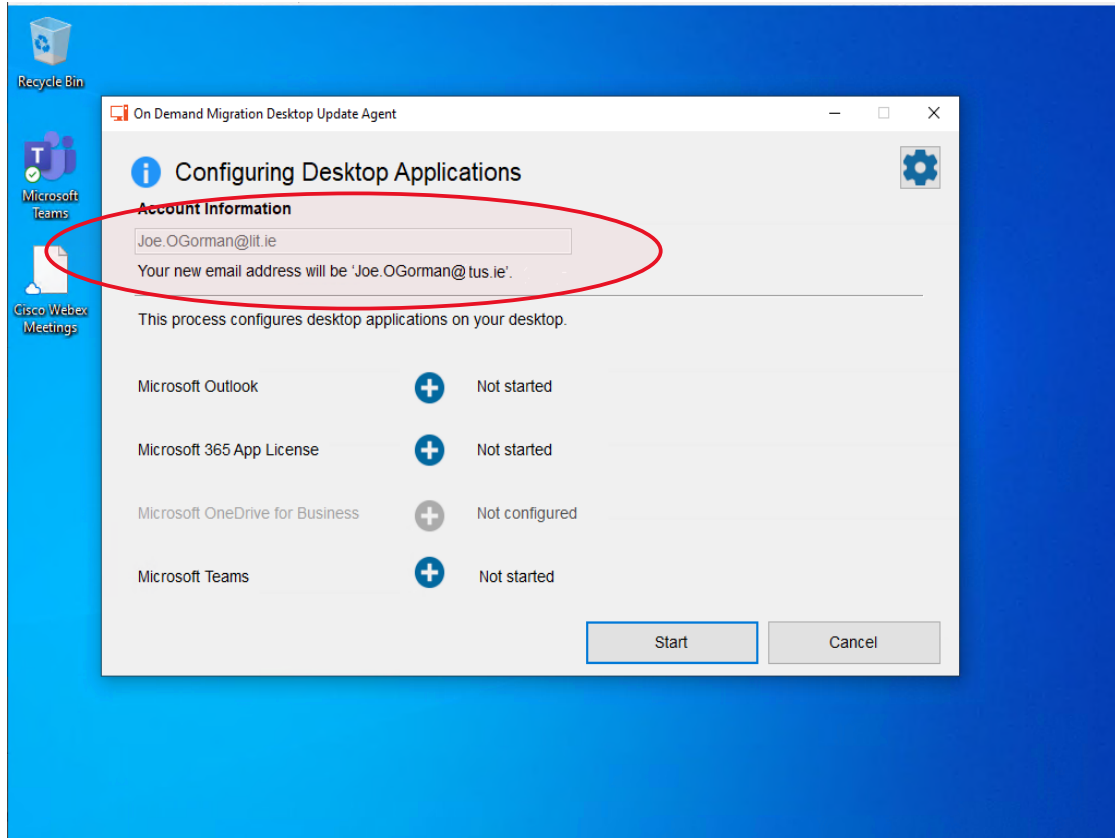 Recycle Bin
Microsoft
Teams
Cisco Webex
Meetings
On Demand Migration Desktop Update Agent
Configuring Desktop Applications
Account Information
Joe.OGorman@lit.ie
Your new email address will be 'Joe.OGorman@tus.ie'.
This process configures desktop applications on your desktop.
Microsoft Outlook Not started
Microsoft 365 App License Not started
Microsoft OneDrive for Business Not configured
Microsoft Teams Not started
Start Cancel